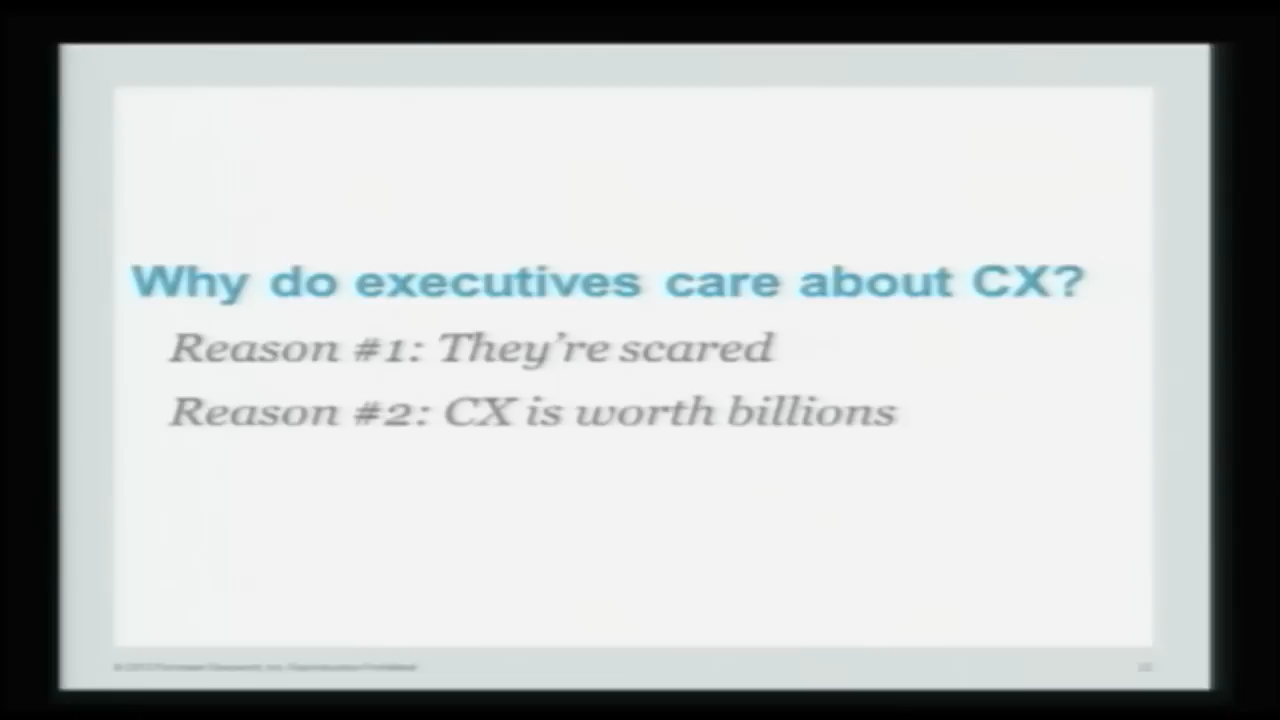 Why do executives care about CX?
Reason #1: They’re scared
Reason #2: CX is worth billions